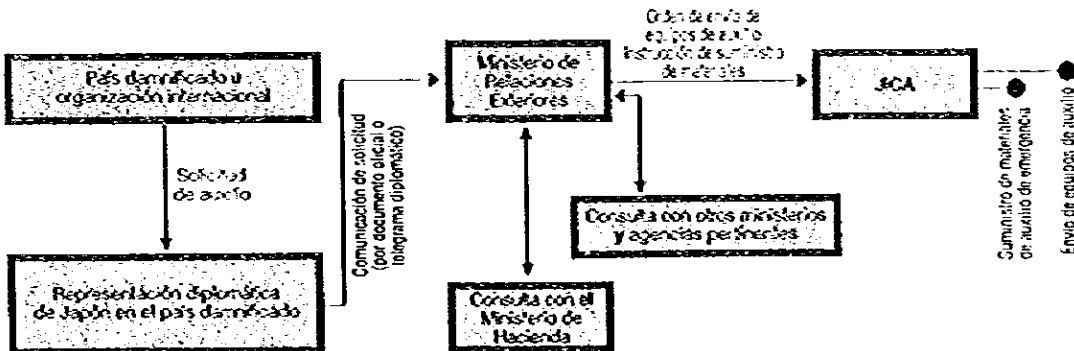 País damnificado u
organización internacional
Solicitud
de auxilio
Representación diplomática
de Japón en el país damnificado
Comunicación de solicitud
(por documento oficial o
telegrama diplomático)
Ministerio de
Relaciones
Exteriores
Orden de envío de
equipos de auxilio
Instrucción de suministro
de materiales
Consulta con otros ministerios
y agencias pertinentes
Consulta con el
Ministerio de
Hacienda
JICA
Suministro de materiales
de auxilio de emergencia
Envío de equipos de auxilio